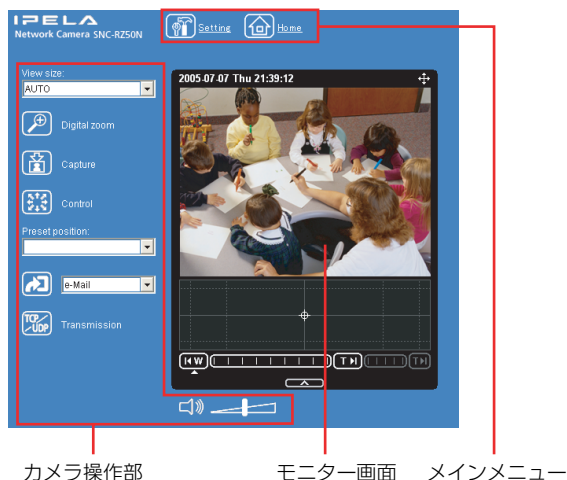 IPELA
Network Camera SNC-RZ50N
Setting
Home
View size:
AUTO
2005-07-07 Thu 21:39:12
Digital zoom
Capture
Control
Preset position:
e-Mail
TCP/UDP
Transmission
W
T
T
カメラ操作部
モニター画面
メインメニュー